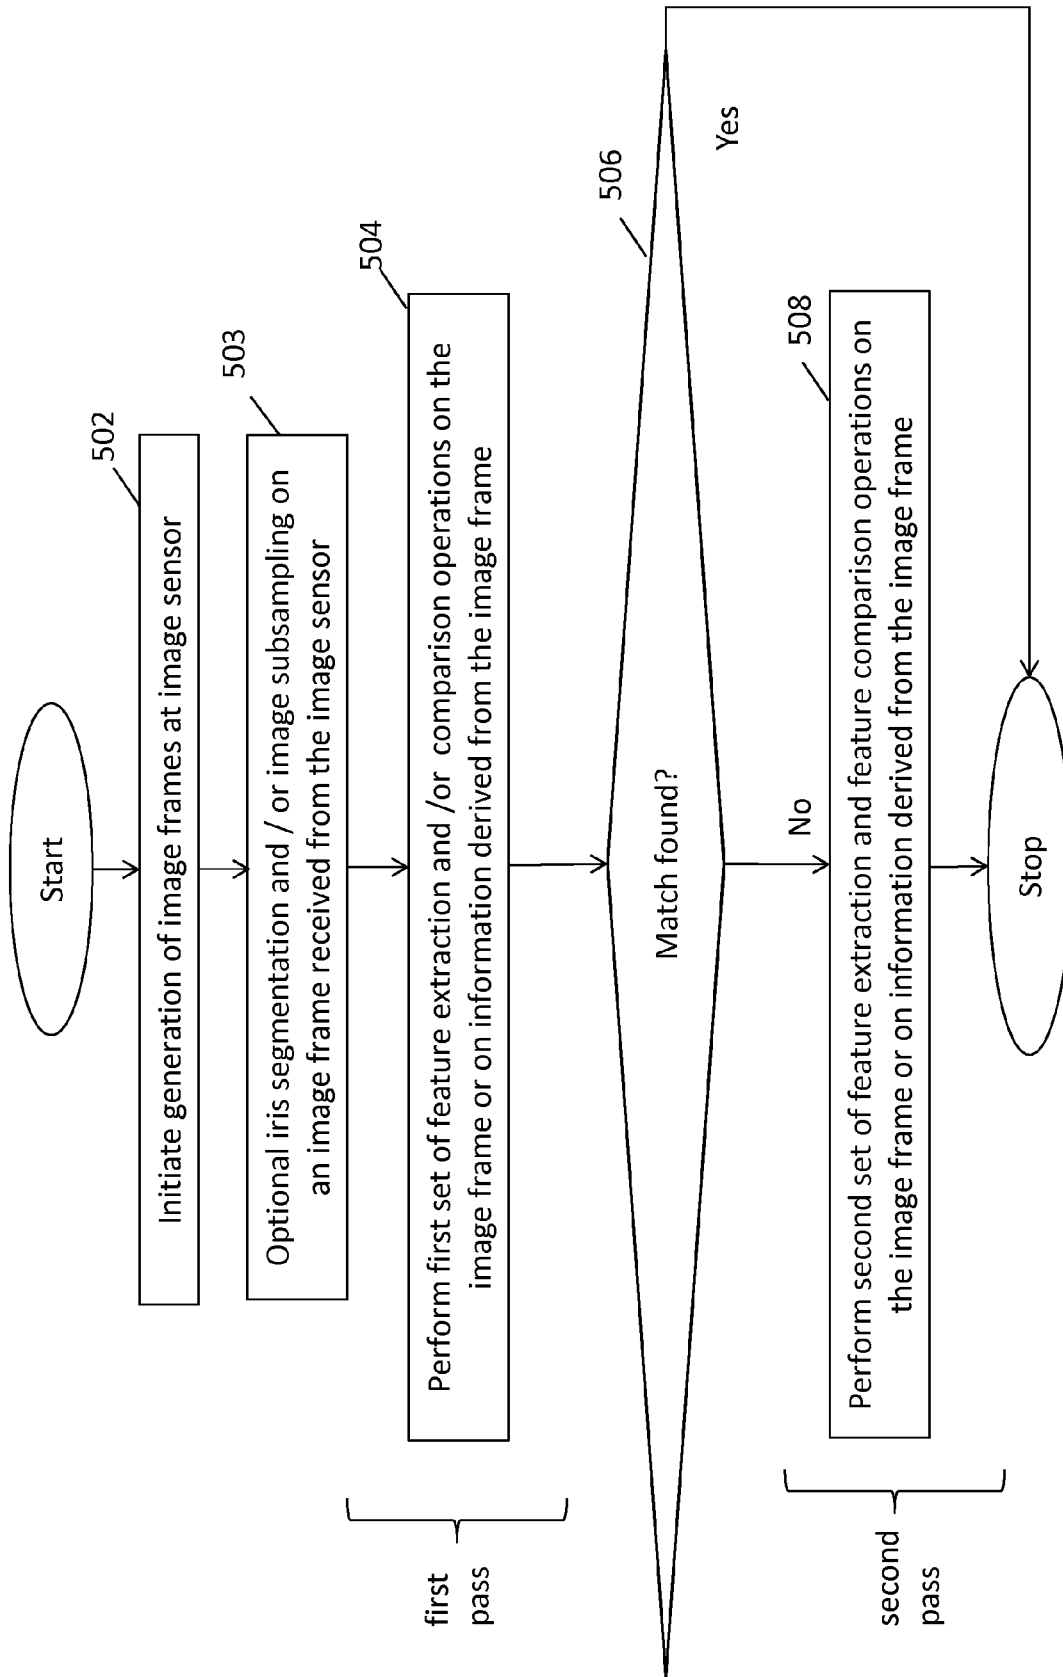 Start
502
Initiate generation of image frames at image sensor
503
Optional iris segmentation and / or image subsampling on
an image frame received from the image sensor
504
first
pass
Perform first set of feature extraction and /or  comparison operations on the
image frame or on information derived from the image frame
506
Match found?
Yes
No
508
second
pass
Perform second set of feature extraction and feature comparison operations on
the image frame or on information derived from the image frame
Stop